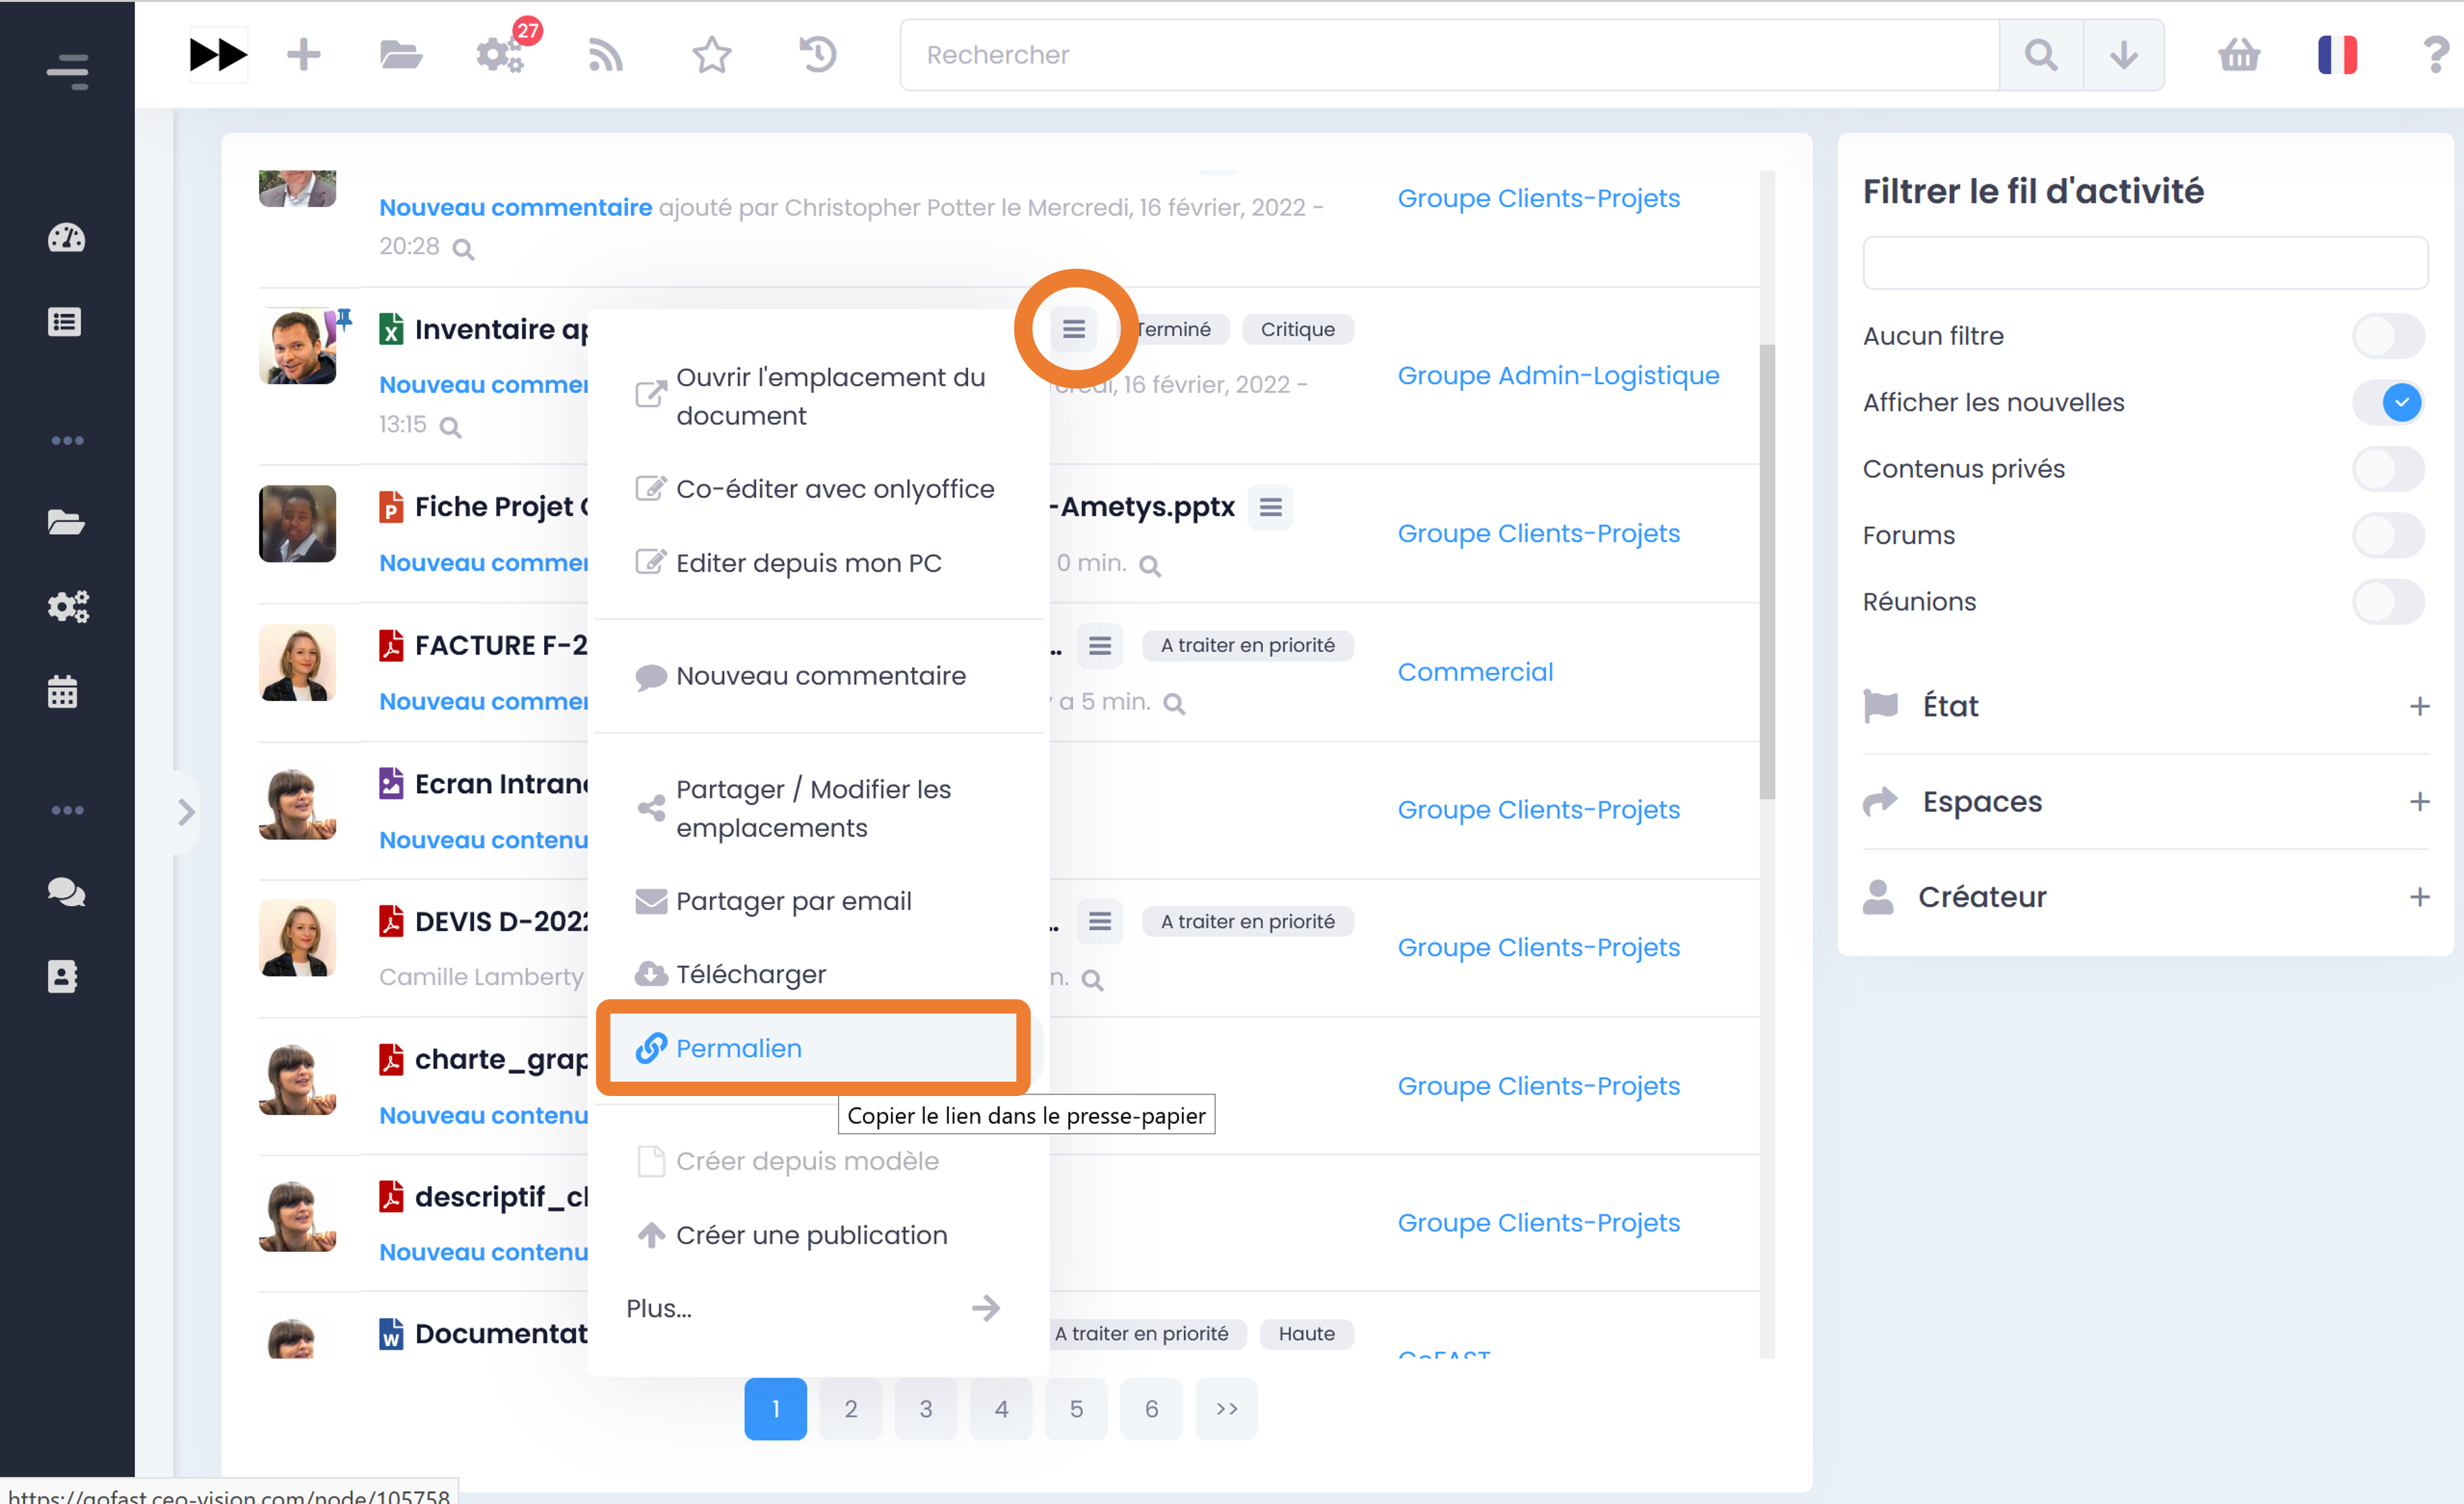 27
Rechercher
Nouveau commentaire ajouté par Christopher Potter le Mercredi, 16 février, 2022 -
20:28
Groupe Clients-Projets
Inventaire
Terminé
Critique
Nouveau
16 février, 2022 -
13:15
Groupe Admin-Logistique
Fiche Projet
-Ametys.pptx
Nouveau
0 min.
Groupe Clients-Projets
FACTURE F-2
..
A traiter en priorité
Nouveau
a 5 min.
Commercial
Ecran
Nouveau contenu
Groupe Clients-Projets
DEVIS D-202
..
A traiter en priorité
Camille Lamberty
n.
Groupe Clients-Projets
charte_grap
Nouveau contenu
Groupe Clients-Projets
descriptif_cl
Nouveau contenu
Groupe Clients-Projets
Documentat
A traiter en priorité
Haute
GoFAST
Ouvrir l'emplacement du
document
Co-éditer avec onlyoffice
Editer depuis mon PC
Nouveau commentaire
Partager / Modifier les
emplacements
Partager par email
Télécharger
Permalien
Copier le lien dans le presse-papier
Créer depuis modèle
Créer une publication
Plus...
1
2
3
4
5
6
>>
Filtrer le fil d'activité
Aucun filtre
Afficher les nouvelles
Contenus privés
Forums
Réunions
État
Espaces
Créateur
https://gofast.ceo-vision.com/node/105758